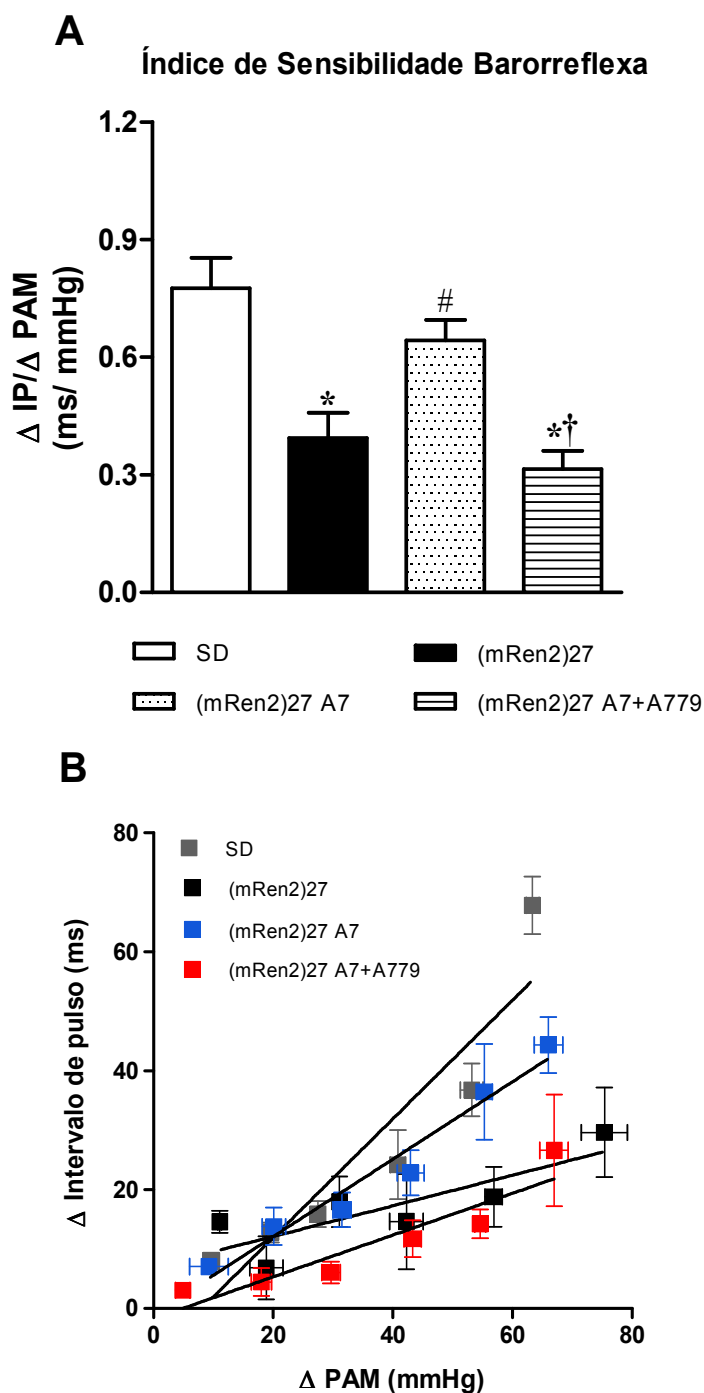 A
Índice de Sensibilidade Barorreflexa
Δ IP/Δ PAM
(ms/ mmHg)
1.2
0.9
0.6
0.3
0.0
*
#
*†
SD
(mRen2)27
(mRen2)27 A7
(mRen2)27 A7+A779
B
Δ Intervalo de pulso (ms)
80
60
40
20
0
SD
(mRen2)27
(mRen2)27 A7
(mRen2)27 A7+A779
0 20 40 60 80
Δ PAM (mmHg)